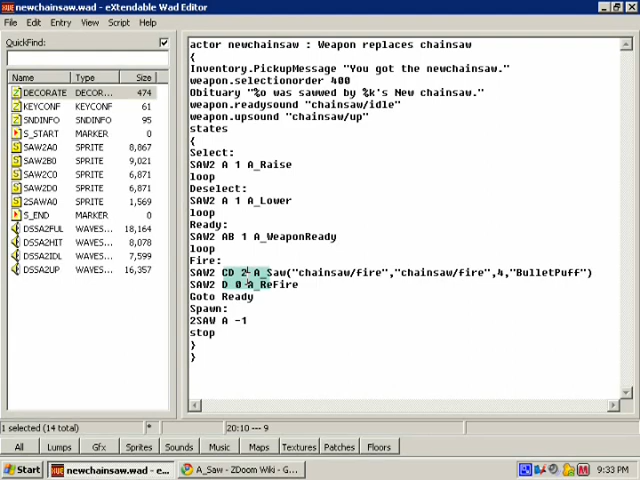 newchainsaw.wad - eXtendable Wad Editor
File Edit Entry View Script Help
QuickFind:
Name Type Size
DECORATE DECOR... 474
KEYCONF KEYCONF 61
SNDINFO SNDINFO 95
S_START MARKER 0
SAW2A0 SPRITE 8,867
SAW2B0 SPRITE 9,021
SAW2C0 SPRITE 6,871
SAW2D0 SPRITE 6,871
2SAWA0 SPRITE 1,569
S_END MARKER 0
DSSA2FUL WAVES... 18,164
DSSA2HIT WAVES... 8,078
DSSA2IDL WAVES... 7,599
DSSA2UP WAVES... 16,357
actor newchainsaw : Weapon replaces chainsaw
{
Inventory.PickupMessage "You got the newchainsaw."
weapon.selectionorder 400
Obituary "%o was sawwed by %k's New chainsaw."
weapon.readysound "chainsaw/idle"
weapon.upsound "chainsaw/up"
states
{
Select:
SAW2 A 1 A_Raise
loop
Deselect:
SAW2 A 1 A_Lower
loop
Ready:
SAW2 AB 1 A_WeaponReady
loop
Fire:
SAW2 CD 2 A_Saw("chainsaw/fire","chainsaw/fire",4,"BulletPuff")
SAW2 D 0 A_ReFire
Goto Ready
Spawn:
2SAW A -1
stop
}
}
1 selected (14 total) * 20:10 --- 9
All Lumps Gfx Sprites Sounds Music Maps Textures Patches Floors
Start newchainsaw.wad - e... A_Saw - ZDoom Wiki - G... 9:33 PM